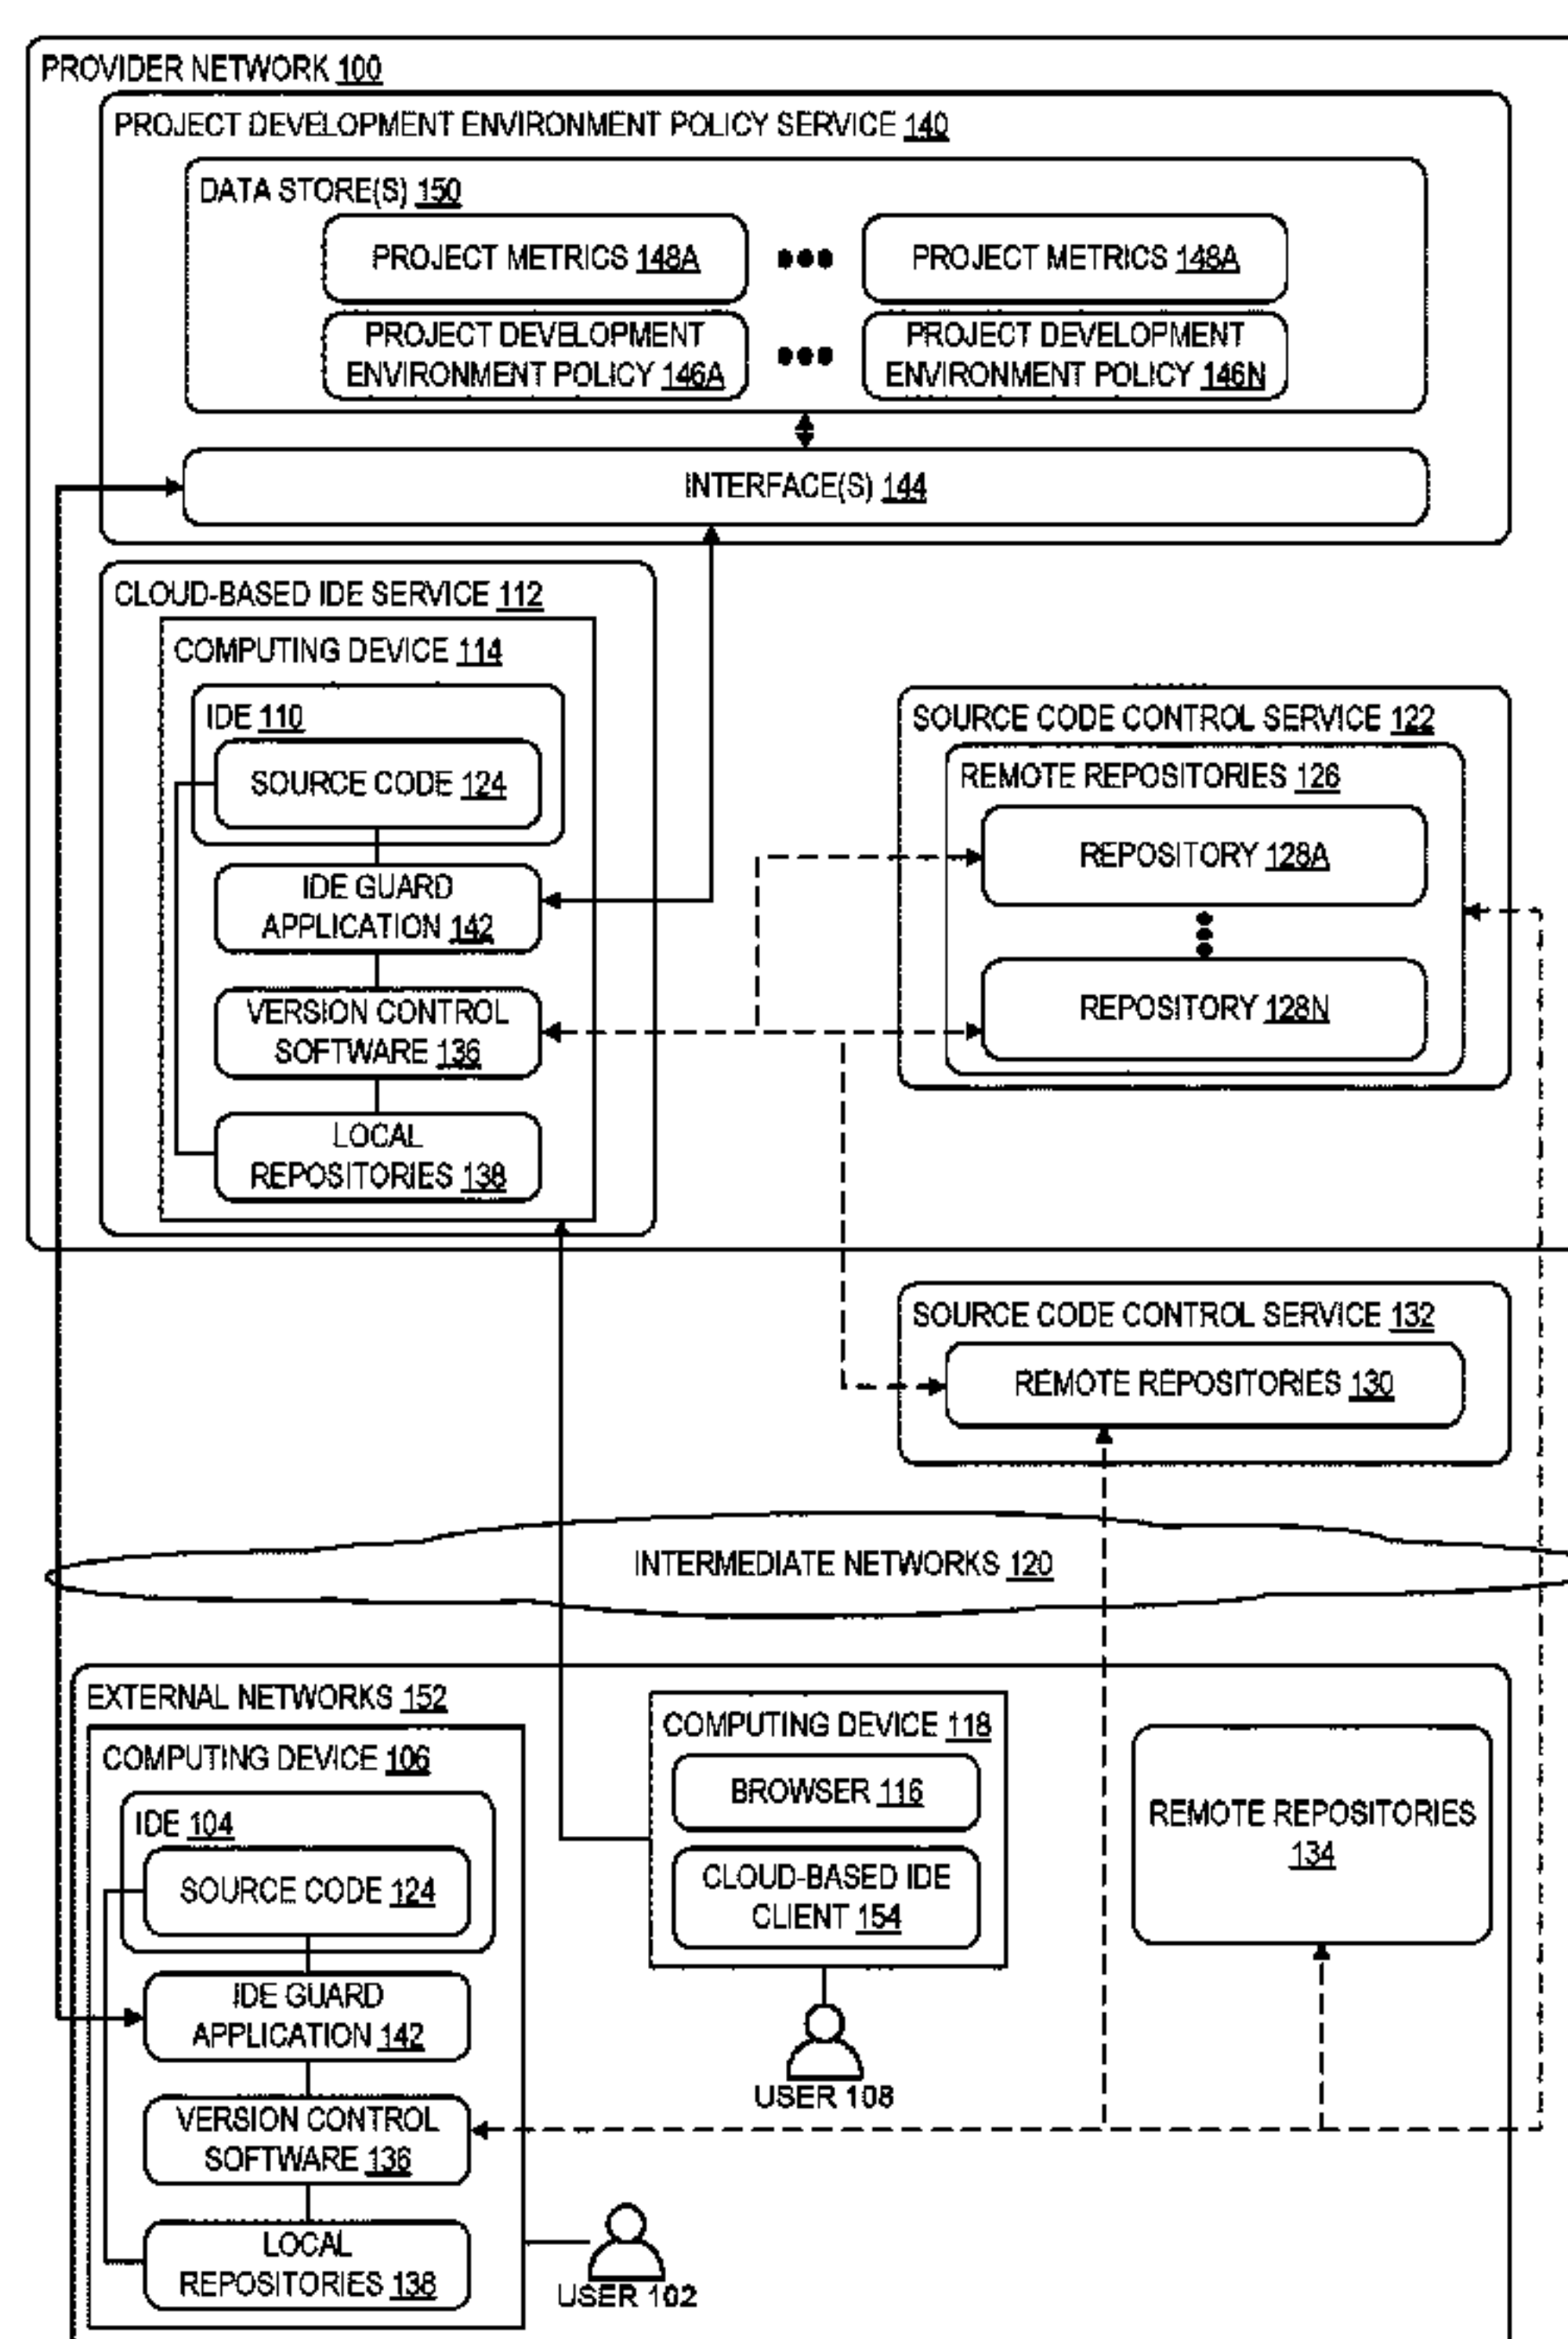 PROVIDER NETWORK 100
PROJECT DEVELOPMENT ENVIRONMENT POLICY SERVICE 140
DATA STORE(S) 150
PROJECT METRICS 148A
PROJECT METRICS 148A
PROJECT DEVELOPMENT
ENVIRONMENT POLICY 146A
PROJECT DEVELOPMENT
ENVIRONMENT POLICY 146N
INTERFACE(S) 144
CLOUD-BASED IDE SERVICE 112
COMPUTING DEVICE 114
IDE 110
SOURCE CODE 124
IDE GUARD
APPLICATION 142
VERSION CONTROL
SOFTWARE 136
LOCAL
REPOSITORIES 138
SOURCE CODE CONTROL SERVICE 122
REMOTE REPOSITORIES 126
REPOSITORY 128A
REPOSITORY 128N
SOURCE CODE CONTROL SERVICE 132
REMOTE REPOSITORIES 130
INTERMEDIATE NETWORKS 120
EXTERNAL NETWORKS 152
COMPUTING DEVICE 106
IDE 104
SOURCE CODE 124
IDE GUARD
APPLICATION 142
VERSION CONTROL
SOFTWARE 136
LOCAL
REPOSITORIES 138
USER 102
COMPUTING DEVICE 118
BROWSER 116
CLOUD-BASED IDE
CLIENT 154
USER 108
REMOTE REPOSITORIES
134